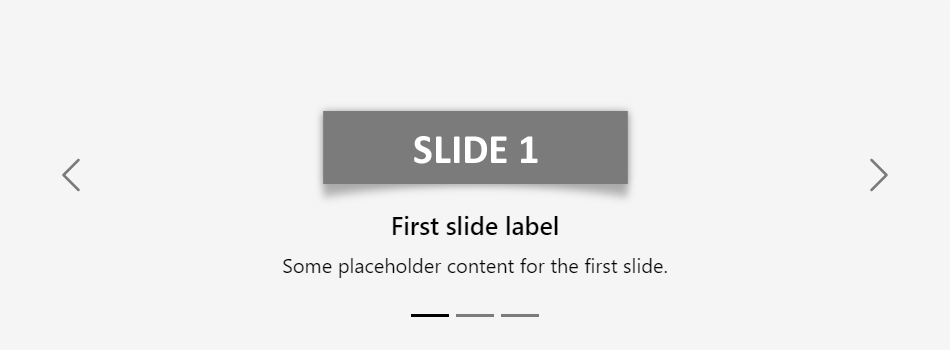 SLIDE 1
First slide label
Some placeholder content for the first slide.